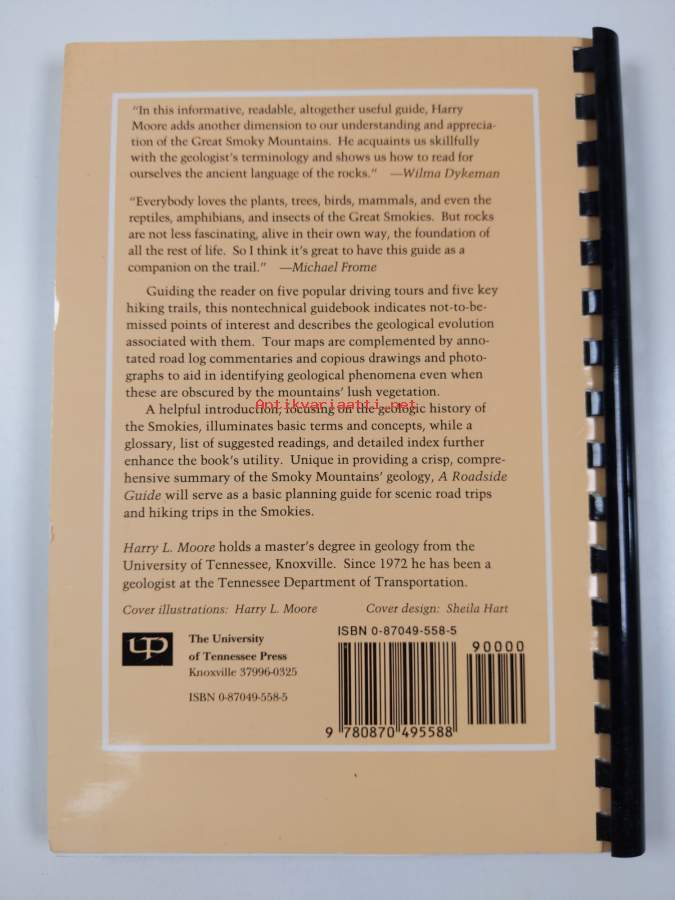 “In this informative, readable, altogether useful guide, Harry
Moore adds another dimension to our understanding and apprecia-
tion of the Great Smoky Mountains. He acquaints us skillfully
with the geologist's terminology and shows us how to read for
ourselves the ancient language of the rocks.” —Wilma Dykeman
“Everybody loves the plants, trees, birds, mammals, and even the
reptiles, amphibians, and insects of the Great Smokies. But rocks
are not less fascinating, alive in their own way, the foundation of
all the rest of life. So I think it's great to have this guide as a
companion on the trail.” —Michael Frome
Guiding the reader on five popular driving tours and five key
hiking trails, this nontechnical guidebook indicates not-to-be-
missed points of interest and describes the geological evolution
associated with them. Tour maps are complemented by anno-
tated road log commentaries and copious drawings and photo-
graphs to aid in identifying geological phenomena even when
these are obscured by the mountains' lush vegetation.
Antikvariaatti.net
A helpful introduction, focusing on the geologic history of
the Smokies, illuminates basic terms and concepts, while a
glossary, list of suggested readings, and detailed index further
enhance the book's utility. Unique in providing a crisp, compre-
hensive summary of the Smoky Mountains' geology, A Roadside
Guide will serve as a basic planning guide for scenic road trips
and hiking trips in the Smokies.
Harry L. Moore holds a master's degree in geology from the
University of Tennessee, Knoxville. Since 1972 he has been a
geologist at the Tennessee Department of Transportation.
Cover illustrations: Harry L. Moore Cover design: Sheila Hart
up
The University
of Tennessee Press
Knoxville 37996-0325
ISBN 0-87049-558-5
ISBN 0-87049-558-5
90000
9 780870 495588